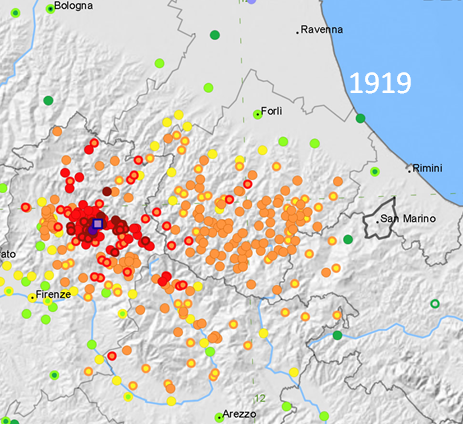 Bologna
Ravenna
1919
Forlì
Rimini
San Marino
ato
Firenze
12
Arezzo